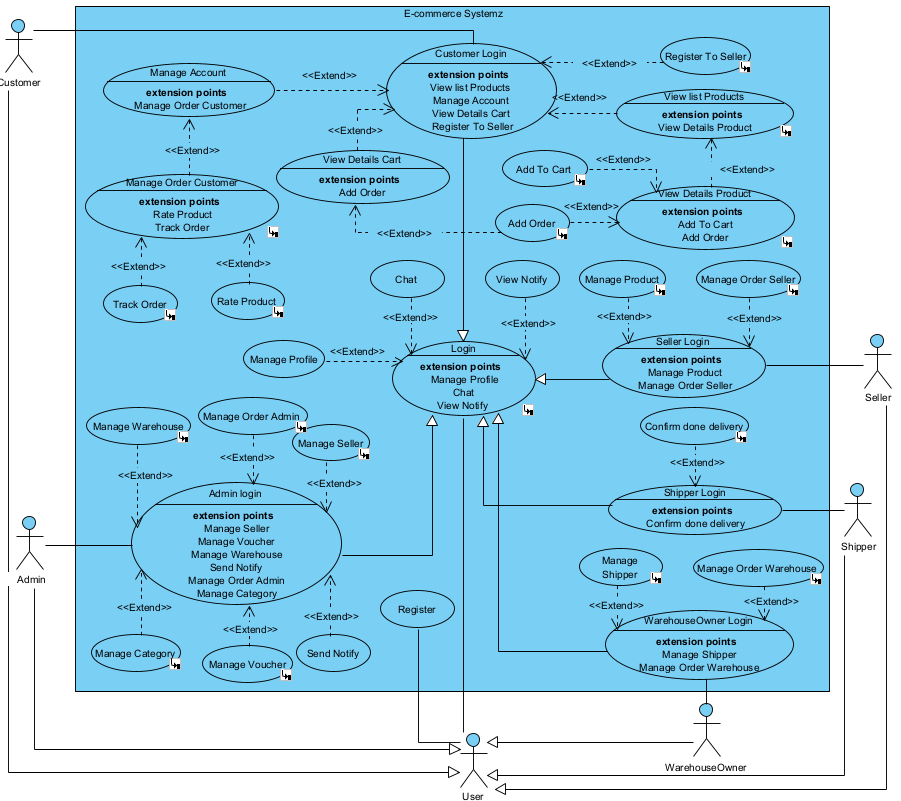 E-commerce Systemz
Customer
Customer Login
extension points
View list Products
Manage Account
View Details Cart
Register To Seller
<<Extend>>
Register To Seller
Manage Account
extension points
Manage Order Customer
<<Extend>>
<<Extend>>
View list Products
extension points
View Details Product
<<Extend>>
<<Extend>>
View Details Cart
extension points
Add Order
Add To Cart
<<Extend>>
<<Extend>>
Manage Order Customer
extension points
Rate Product
Track Order
View Details Product
extension points
Add To Cart
Add Order
Add Order
<<Extend>>
<<Extend>>
<<Extend>>
<<Extend>>
Track Order
Rate Product
Chat
View Notify
Manage Product
Manage Order Seller
<<Extend>>
<<Extend>>
<<Extend>>
<<Extend>>
Manage Profile
<<Extend>>
Login
extension points
Manage Profile
Chat
View Notify
Seller Login
extension points
Manage Product
Manage Order Seller
Seller
Manage Warehouse
Manage Order Admin
Manage Seller
Confirm done delivery
<<Extend>>
<<Extend>>
<<Extend>>
<<Extend>>
Admin login
extension points
Manage Seller
Manage Voucher
Manage Warehouse
Send Notify
Manage Order Admin
Manage Category
Shipper Login
extension points
Confirm done delivery
Shipper
Admin
Manage
Shipper
Manage Order Warehouse
<<Extend>>
<<Extend>>
<<Extend>>
<<Extend>>
<<Extend>>
Register
WarehouseOwner Login
extension points
Manage Shipper
Manage Order Warehouse
Manage Category
Manage Voucher
Send Notify
WarehouseOwner
User